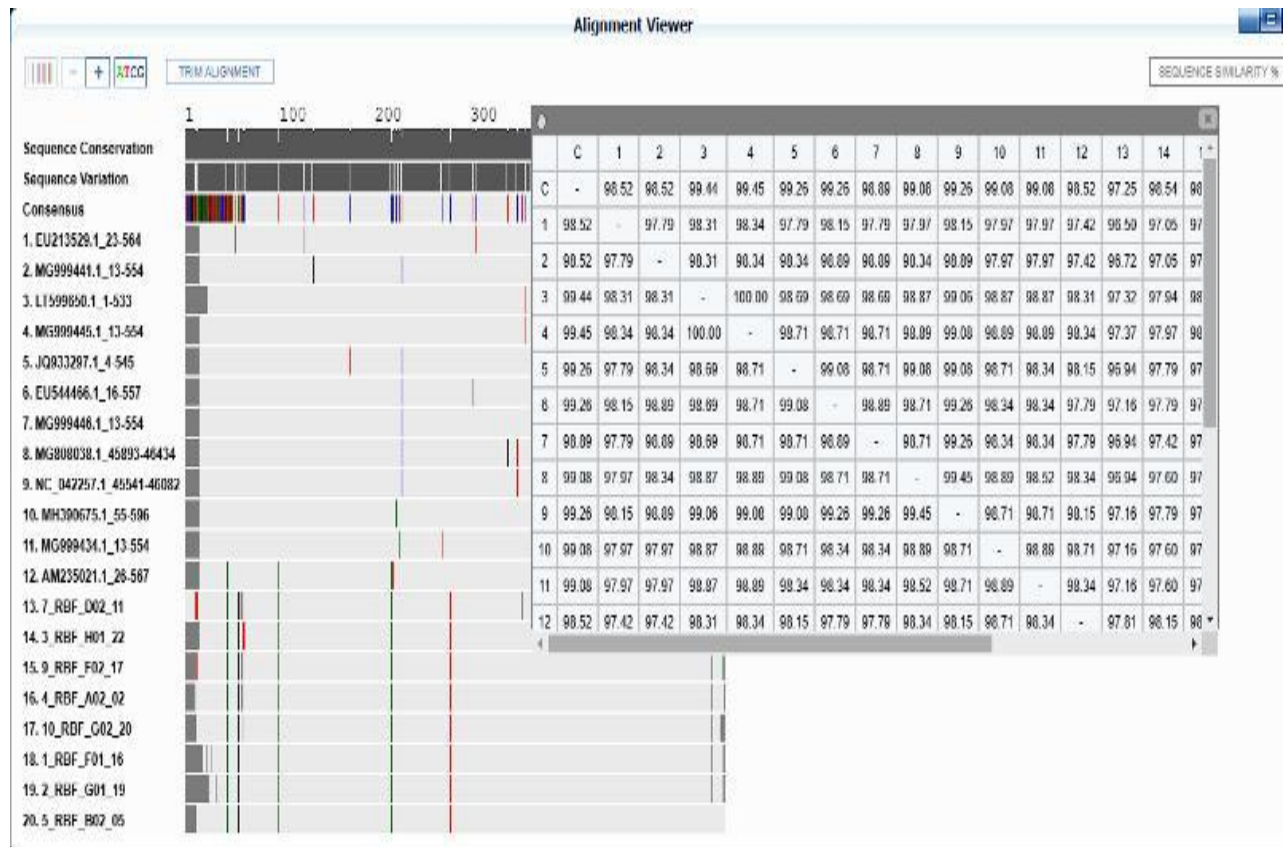 Alignment Viewer
- + ATCG TRIM ALIGNMENT SEQUENCE SIMILARITY %
1 100 200 300
Sequence Conservation
Sequence Variation
Consensus
1. EU213529.1_23-564
2. MG999441.1_13-554
3. LT599650.1_1-533
4. MG999445.1_13-554
5. JQ933297.1_4-545
6. EU544466.1_16-557
7. MG999446.1_13-554
8. MG808038.1_45893-46434
9. NC_042257.1_45541-46082
10. MH390675.1_55-596
11. MG999434.1_13-554
12. AM235021.1_26-567
13. 7_RBF_D02_11
14. 3_RBF_H01_22
15. 9_RBF_F02_17
16. 4_RBF_A02_02
17. 10_RBF_G02_20
18. 1_RBF_F01_16
19. 2_RBF_G01_19
20. 5_RBF_B02_05
C 1 2 3 4 5 6 7 8 9 10 11 12 13 14 1
C - 98.52 98.52 99.44 99.45 99.26 99.26 98.89 99.08 99.26 99.08 99.08 98.52 97.25 98.54 98
1 98.52 - 97.79 98.31 98.34 97.79 98.15 97.79 97.97 98.15 97.97 97.97 97.42 96.50 97.05 97
2 98.52 97.79 - 98.31 98.34 98.34 98.89 98.89 98.34 98.89 97.97 97.97 97.42 96.72 97.05 97
3 99.44 98.31 98.31 - 100.00 98.69 98.69 98.69 98.87 99.06 98.87 98.87 98.31 97.32 97.94 98
4 99.45 98.34 98.34 100.00 - 98.71 98.71 98.71 98.89 99.08 98.89 98.89 98.34 97.37 97.97 98
5 99.26 97.79 98.34 98.69 98.71 - 99.08 98.71 99.08 99.08 98.71 98.34 98.15 96.94 97.79 97
6 99.26 98.15 98.89 98.69 98.71 99.08 - 98.89 98.71 99.26 98.34 98.34 97.79 97.16 97.79 97
7 98.89 97.79 98.89 98.69 98.71 98.71 98.89 - 98.71 99.26 98.34 98.34 97.79 96.94 97.42 97
8 99.08 97.97 98.34 98.87 98.89 99.08 98.71 98.71 - 99.45 98.89 98.52 98.34 96.94 97.60 97
9 99.26 98.15 98.89 99.06 99.08 99.08 99.26 99.26 99.45 - 98.71 98.71 98.15 97.16 97.79 97
10 99.08 97.97 97.97 98.87 98.89 98.71 98.34 98.34 98.89 98.71 - 98.89 98.71 97.16 97.60 97
11 99.08 97.97 97.97 98.87 98.89 98.34 98.34 98.34 98.52 98.71 98.89 - 98.34 97.16 97.60 97
12 98.52 97.42 97.42 98.31 98.34 98.15 97.79 97.79 98.34 98.15 98.71 98.34 - 97.81 98.15 98